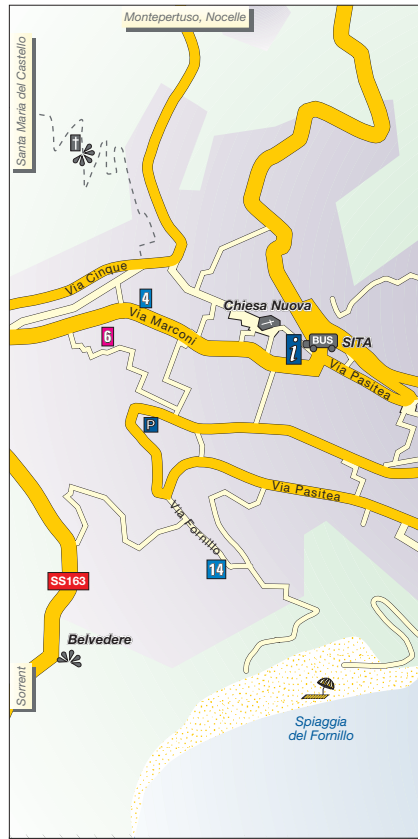 Montepertuso, Nocelle
Santa Maria del Castello
Via Cinque
4
Chiesa Nuova
Via Marconi
6
i
BUS
SITA
Via Pasitea
P
Via Pasitea
Via Fornillo
14
SS163
Belvedere
Sorrent
Spiaggia
del Fornillo